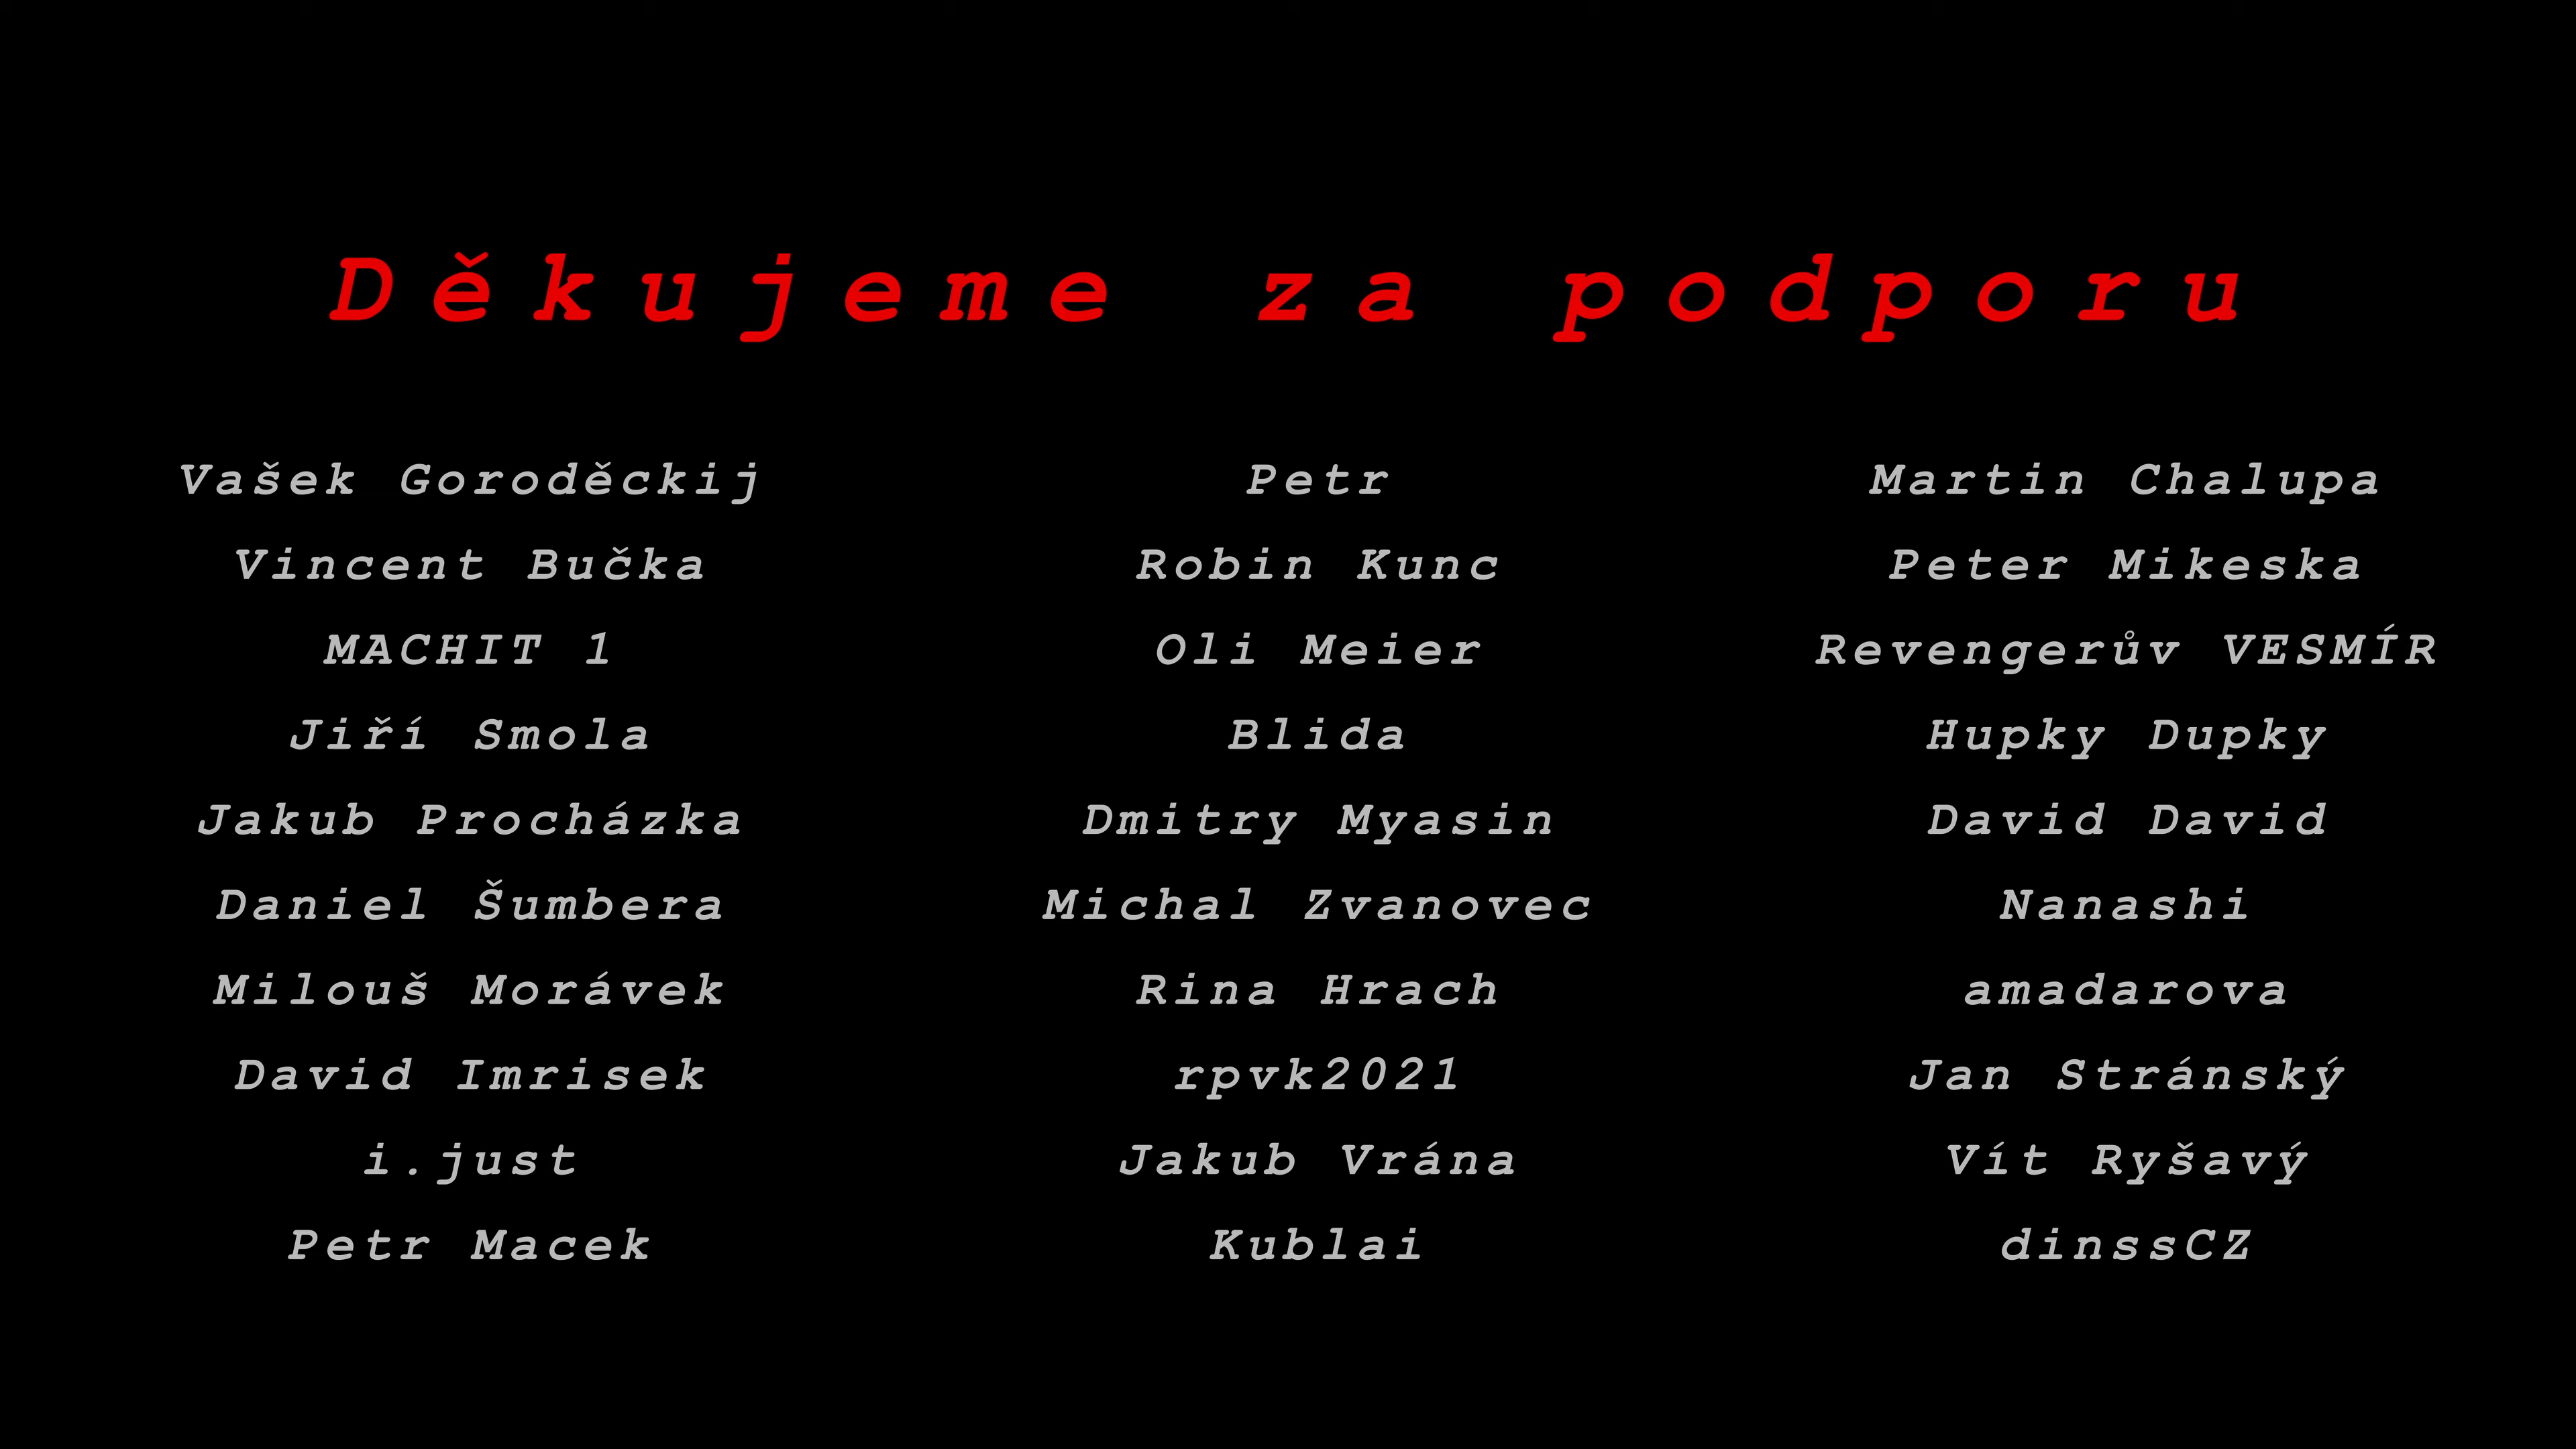 Děkujeme za podporu
Vašek Goroděckij
Vincent Bučka
MACHIT 1
Jiří Smola
Jakub Procházka
Daniel Šumbera
Milouš Morávek
David Imrisek
i.just
Petr Macek
Petr
Robin Kunc
Oli Meier
Blida
Dmitry Myasin
Michal Zvanovec
Rina Hrach
rpvk2021
Jakub Vrána
Kublai
Martin Chalupa
Peter Mikeska
Revengerův VESMÍR
Hupky Dupky
David David
Nanashi
amadarova
Jan Stránský
Vít Ryšavý
dinssCZ